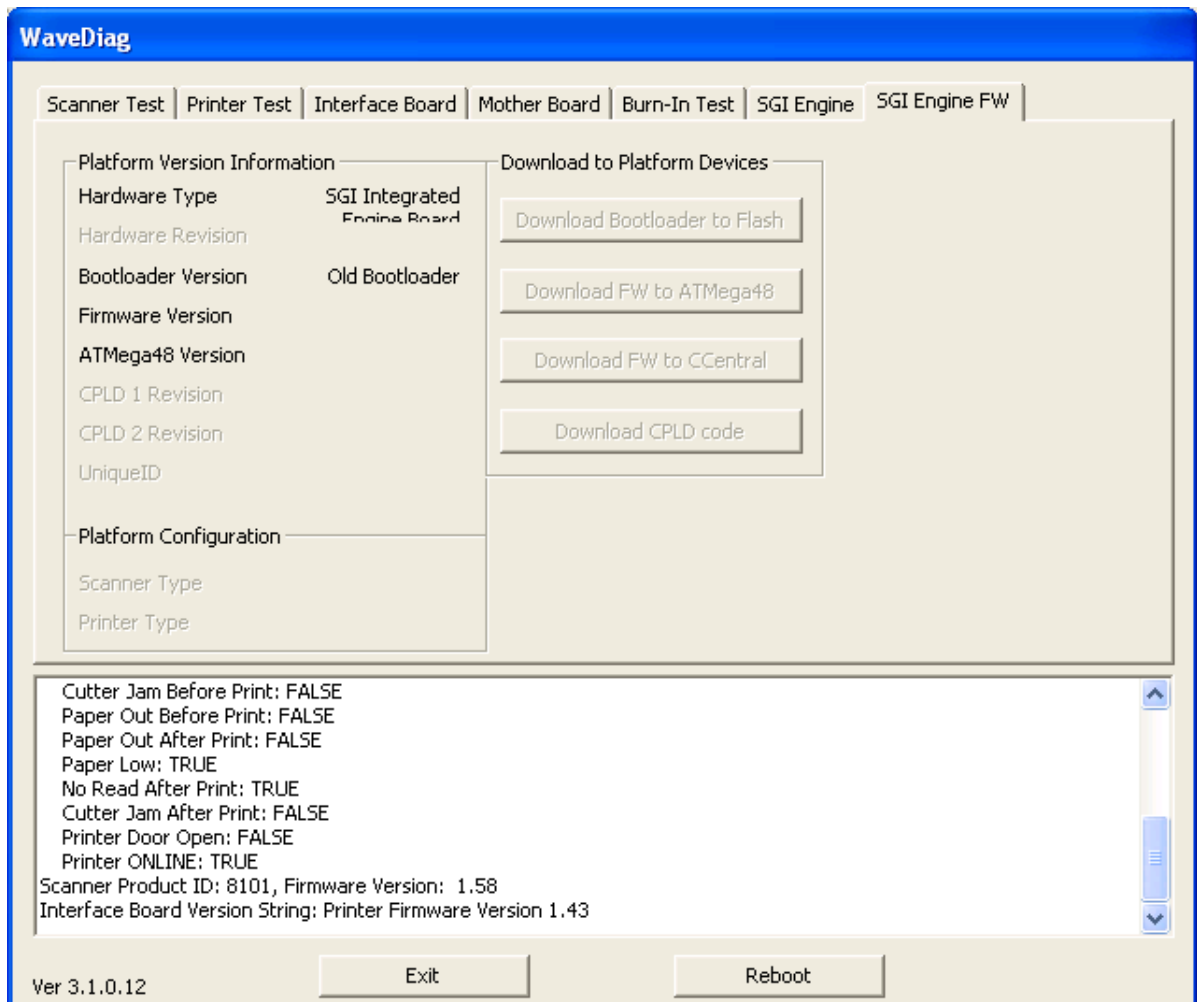 WaveDiag
Scanner Test Printer Test Interface Board Mother Board Burn-In Test SGI Engine SGI Engine FW
Platform Version Information
Hardware Type SGI Integrated
Engine Board
Hardware Revision
Bootloader Version Old Bootloader
Firmware Version
ATMega48 Version
CPLD 1 Revision
CPLD 2 Revision
UniqueID
Platform Configuration
Scanner Type
Printer Type
Download to Platform Devices
Download Bootloader to Flash
Download FW to ATMega48
Download FW to CCentral
Download CPLD code
Cutter Jam Before Print: FALSE
Paper Out Before Print: FALSE
Paper Out After Print: FALSE
Paper Low: TRUE
No Read After Print: TRUE
Cutter Jam After Print: FALSE
Printer Door Open: FALSE
Printer ONLINE: TRUE
Scanner Product ID: 8101, Firmware Version: 1.58
Interface Board Version String: Printer Firmware Version 1.43
Ver 3.1.0.12
Exit
Reboot